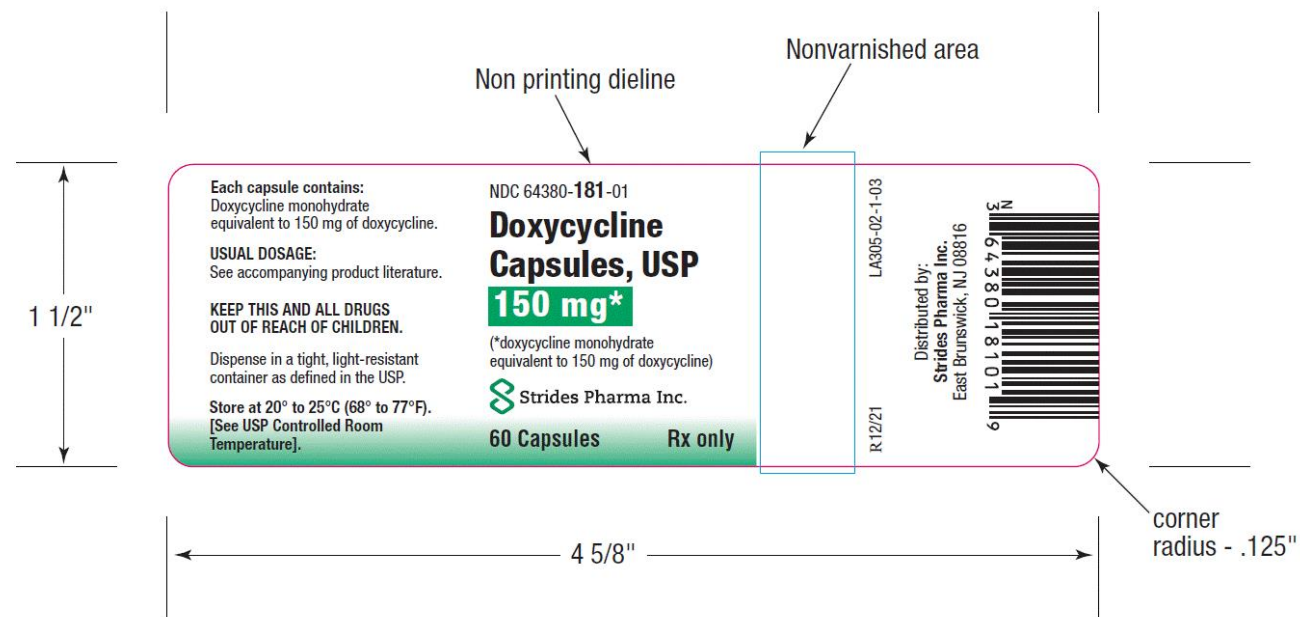 Non printing dieline
Nonvarnished area
1 1/2"
Each capsule contains:
Doxycycline monohydrate
equivalent to 150 mg of doxycycline.
USUAL DOSAGE:
See accompanying product literature.
KEEP THIS AND ALL DRUGS
OUT OF REACH OF CHILDREN.
Dispense in a tight, light-resistant
container as defined in the USP.
Store at 20° to 25°C (68° to 77°F).
[See USP Controlled Room
Temperature].
NDC 64380-181-01
Doxycycline
Capsules, USP
150 mg*
(*doxycycline monohydrate
equivalent to 150 mg of doxycycline)
Strides Pharma Inc.
60 Capsules Rx only
R 12/21 LA305-02-1-03
Distributed by:
Strides Pharma Inc.
East Brunswick, NJ 08816
N
3 64380 18101 9
4 5/8"
corner
radius - .125"